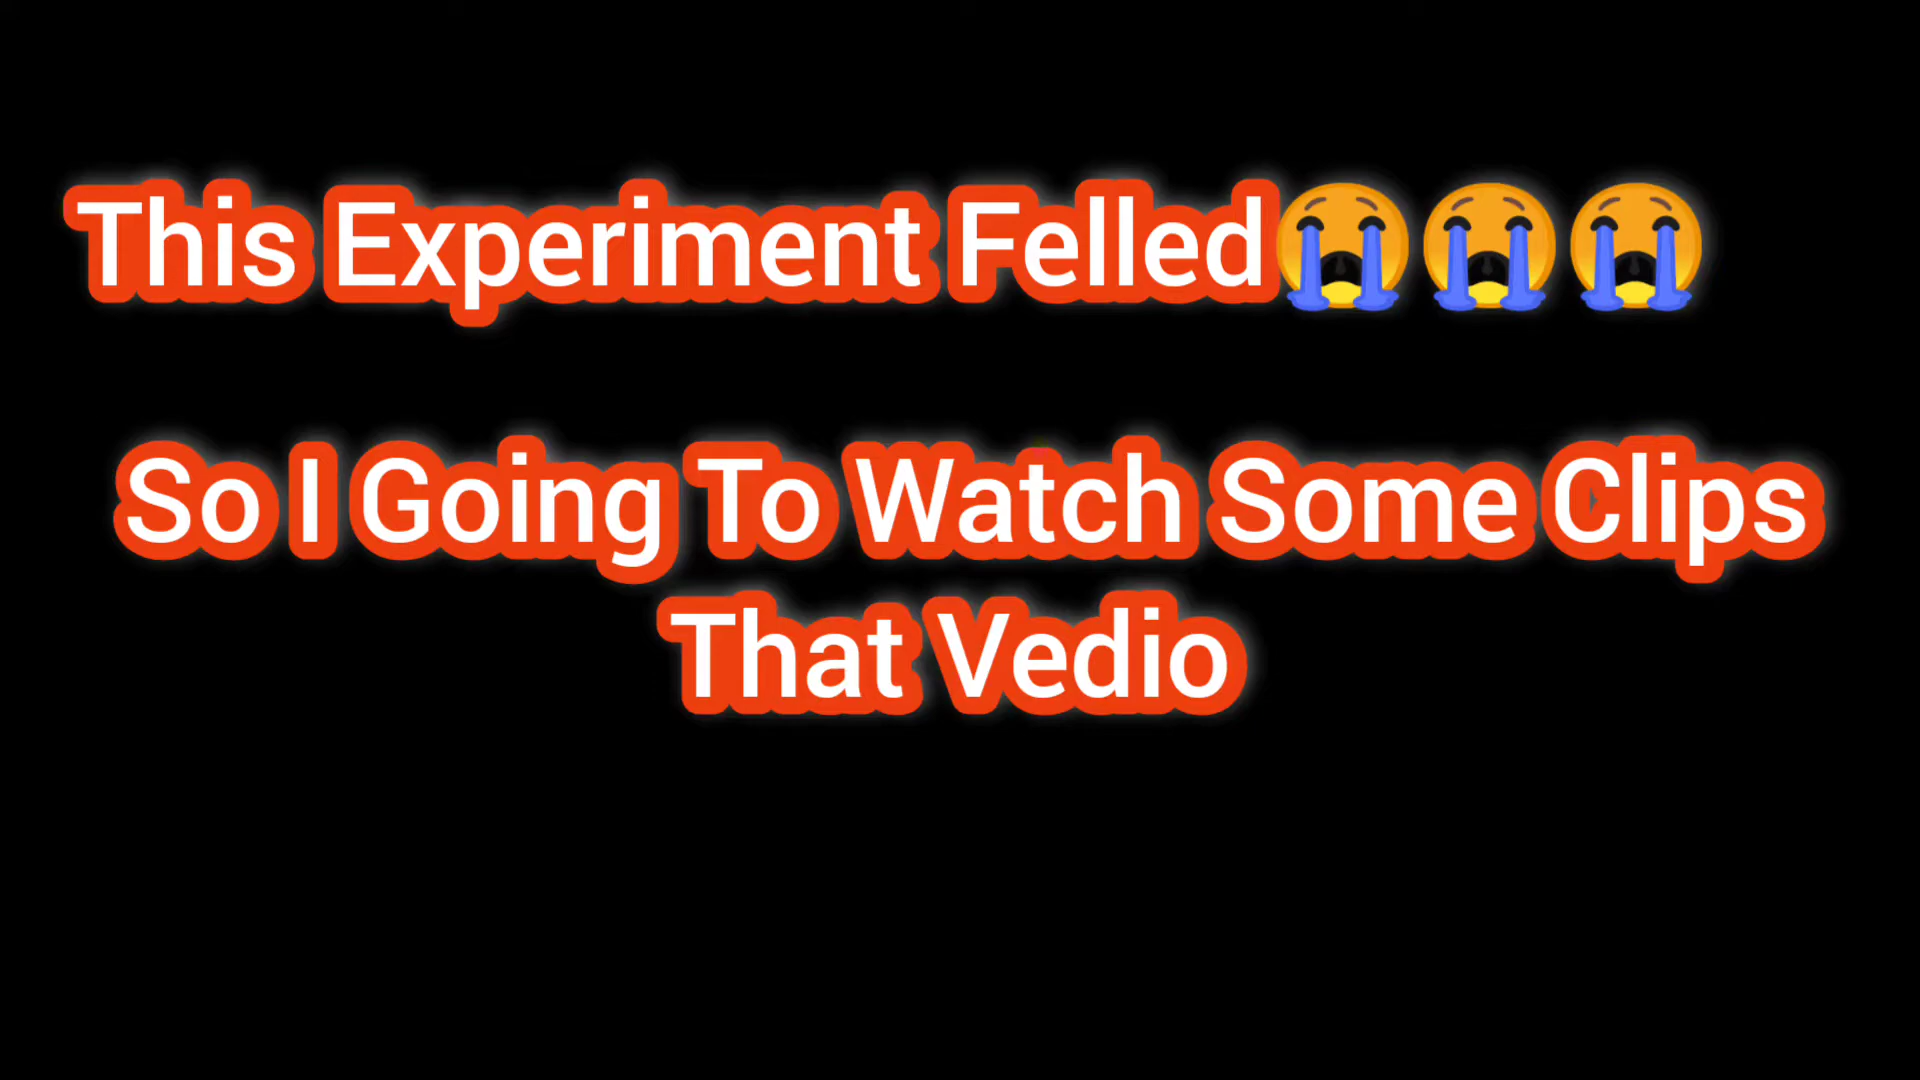 This Experiment Felled😭😭😭
So I Going To Watch Some Clips
That Vedio